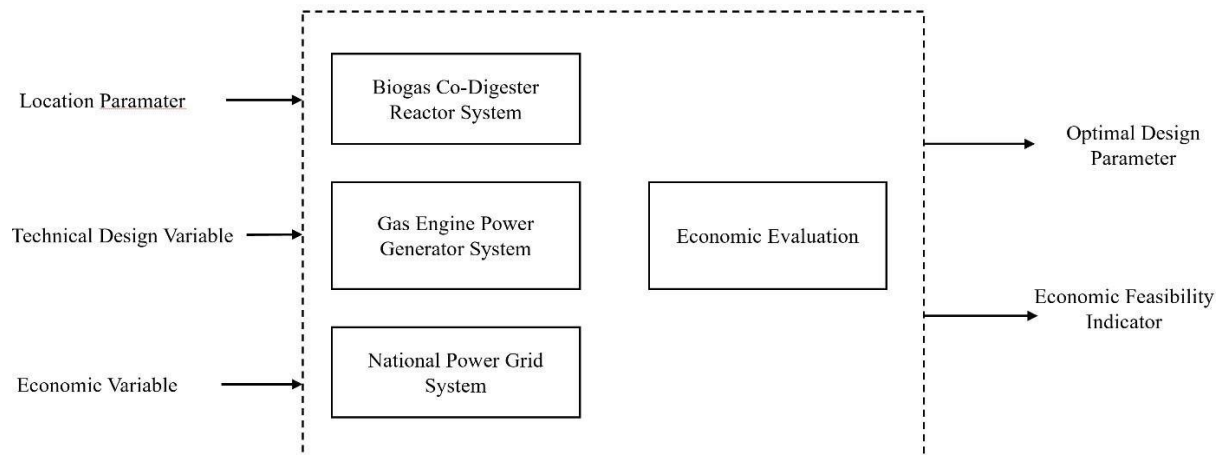 Location Paramater
Technical Design Variable
Economic Variable
Biogas Co-Digester
Reactor System
Gas Engine Power
Generator System
National Power Grid
System
Economic Evaluation
Optimal Design
Parameter
Economic Feasibility
Indicator